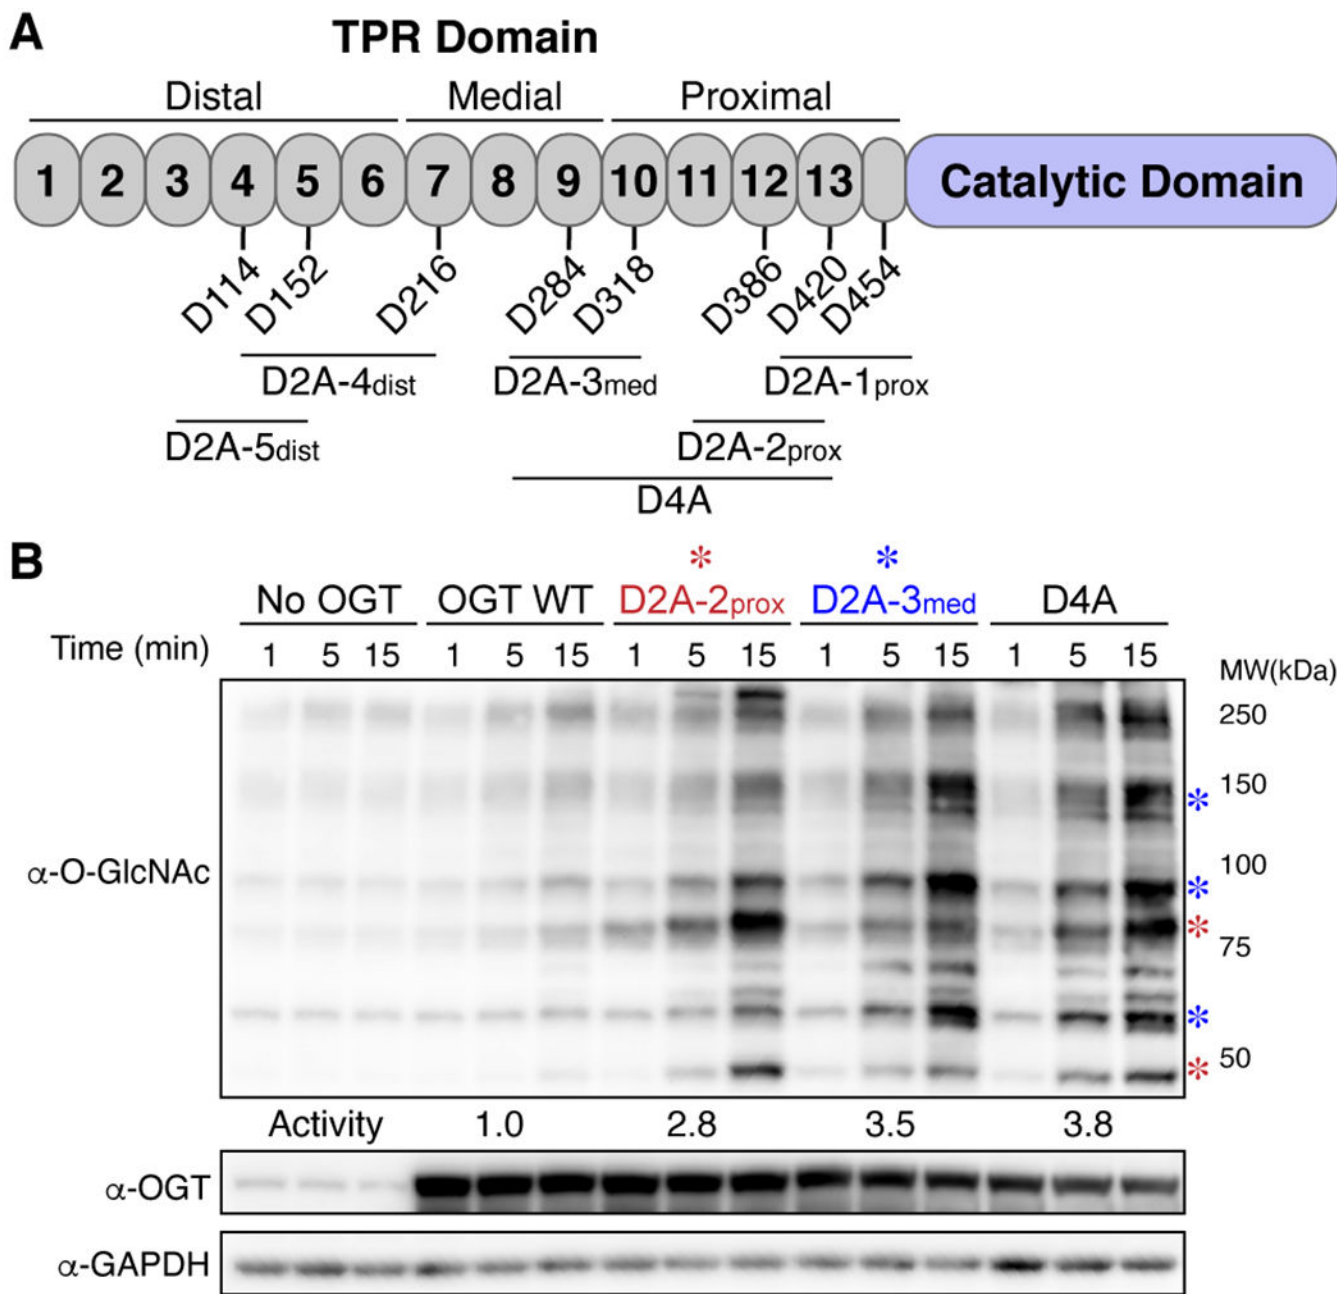 A
TPR Domain
Distal Medial Proximal
1 2 3 4 5 6 7 8 9 10 11 12 13 Catalytic Domain
D114 D152 D216 D284 D318 D386 D420 D454
D2A-4dist D2A-3med D2A-1prox
D2A-5dist D2A-2prox
D4A
B
* *
No OGT OGT WT D2A-2prox D2A-3med D4A
Time (min) 1 5 15 1 5 15 1 5 15 1 5 15 1 5 15
MW(kDa)
250
150
*
100
α-O-GlcNAc
*
*
75
*
50
*
Activity 1.0 2.8 3.5 3.8
α-OGT
α-GAPDH